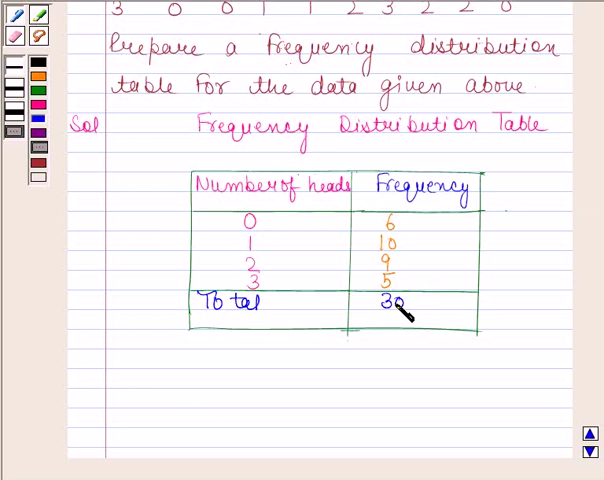 3 0 0 1 1 2 3 2 2 0
Prepare a frequency distribution
table for the data given above
Sol Frequency Distribution Table
Number of heads Frequency
0 6
1 10
2 9
3 5
Total 30